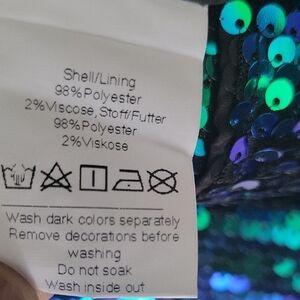 Shell/Lining
98%Polyester
2%Viscose,Stoff/Futter
98%Polyester
2%Viskose
Wash dark colors separately
Remove decorations before
washing
Do not soak
Wash inside out